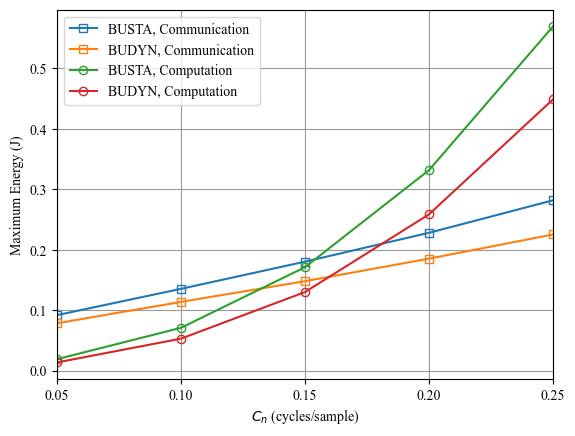 BUSTA, Communication
BUDYN, Communication
BUSTA, Computation
BUDYN, Computation
Maximum Energy (J)
0.5
0.4
0.3
0.2
0.1
0.0
0.05 0.10 0.15 0.20 0.25
Cₙ (cycles/sample)